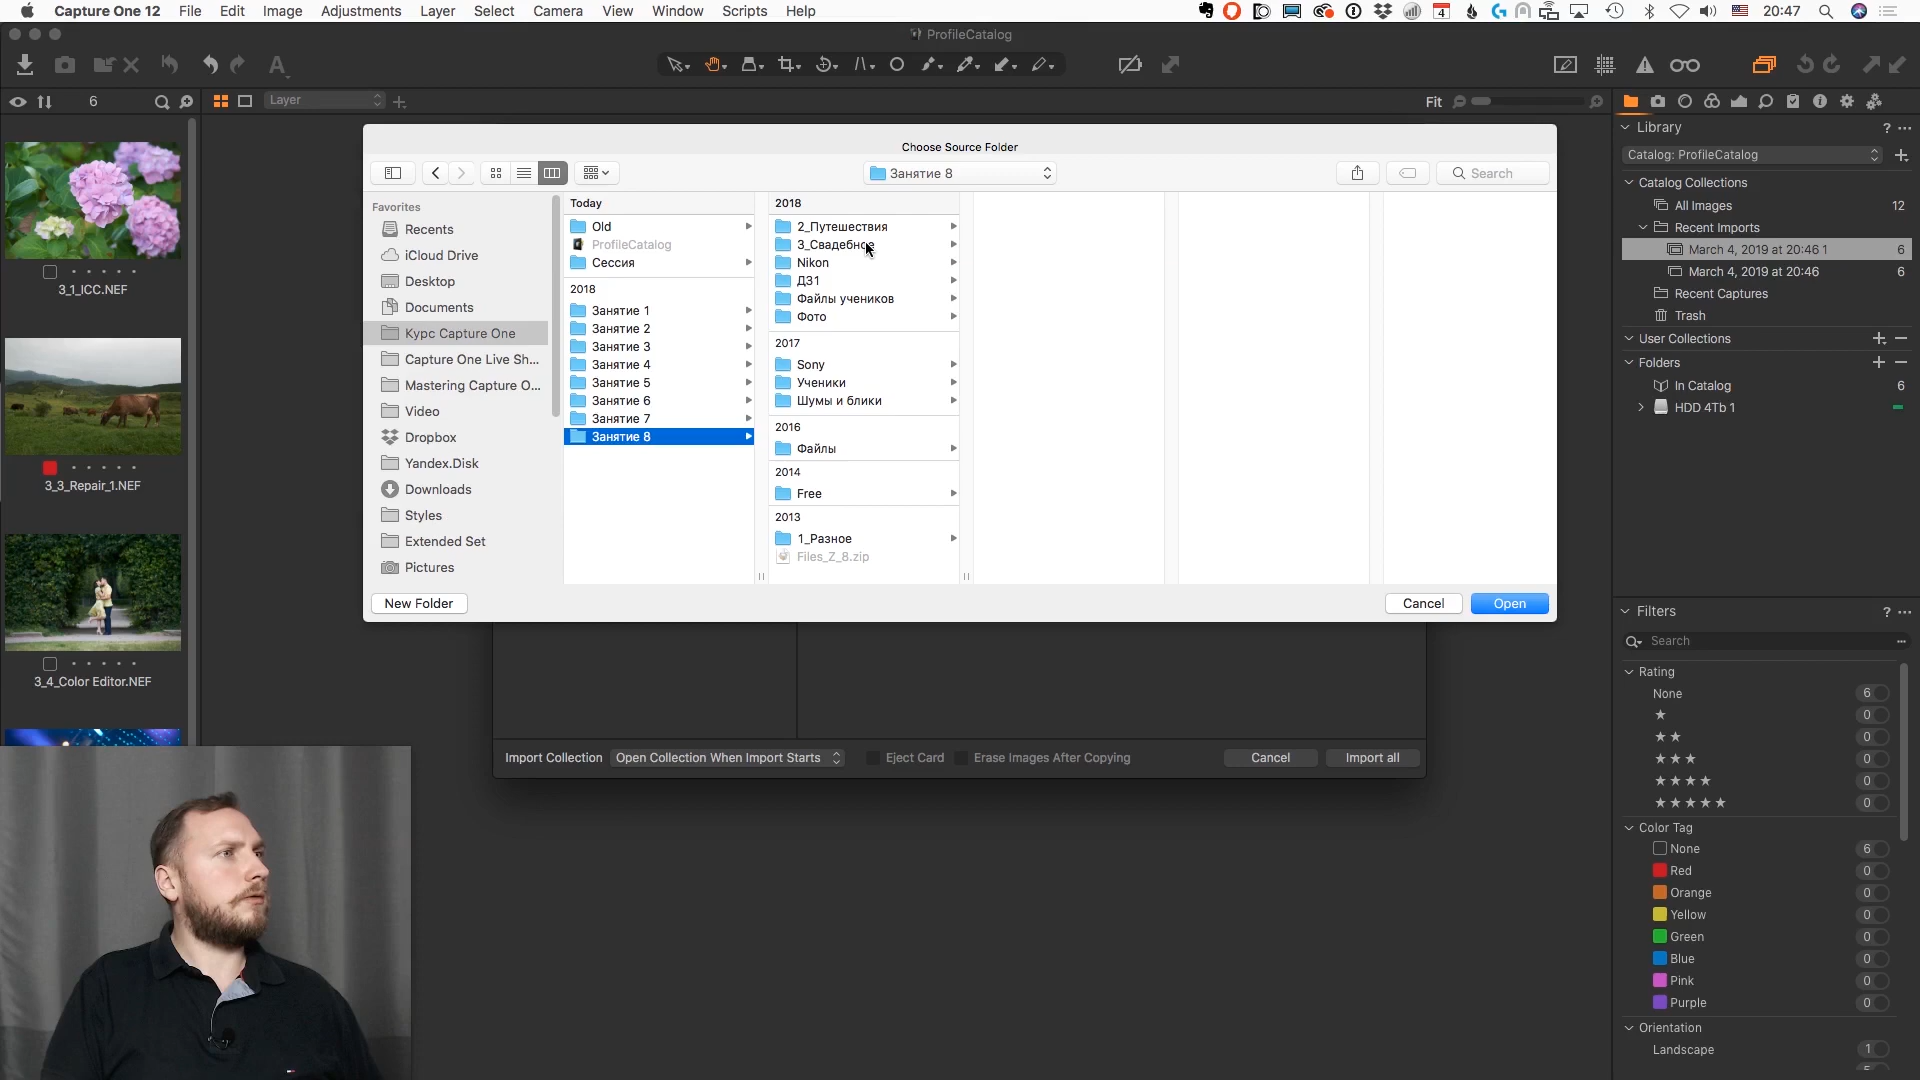 Capture One 12 File Edit Image Adjustments Layer Select Camera View Window Scripts Help 4 20:47
ProfileCatalog
6 Layer Fit
3_1_ICC.NEF
3_3_Repair_1.NEF
3_4_Color Editor.NEF
Choose Source Folder
Занятие 8 Search
Favorites
Recents
iCloud Drive
Desktop
Documents
Курс Capture One
Capture One Live Sh...
Mastering Capture O...
Video
Dropbox
Yandex.Disk
Downloads
Styles
Extended Set
Pictures
Today
Old
ProfileCatalog
Сессия
2018
Занятие 1
Занятие 2
Занятие 3
Занятие 4
Занятие 5
Занятие 6
Занятие 7
Занятие 8
2018
2_Путешествия
3_Свадебное
Nikon
ДЗ1
Файлы учеников
Фото
2017
Sony
Ученики
Шумы и блики
2016
Файлы
2014
Free
2013
1_Разное
Files_Z_8.zip
New Folder Cancel Open
Import Collection Open Collection When Import Starts Eject Card Erase Images After Copying Cancel Import all
Library ?
Catalog: ProfileCatalog
Catalog Collections
All Images 12
Recent Imports
March 4, 2019 at 20:46 1 6
March 4, 2019 at 20:46 6
Recent Captures
Trash
User Collections
Folders
In Catalog 6
HDD 4Tb 1
Filters ?
Search
Rating
None 6
★ 0
★★ 0
★★★ 0
★★★★ 0
★★★★★ 0
Color Tag
None 6
Red 0
Orange 0
Yellow 0
Green 0
Blue 0
Pink 0
Purple 0
Orientation
Landscape 1